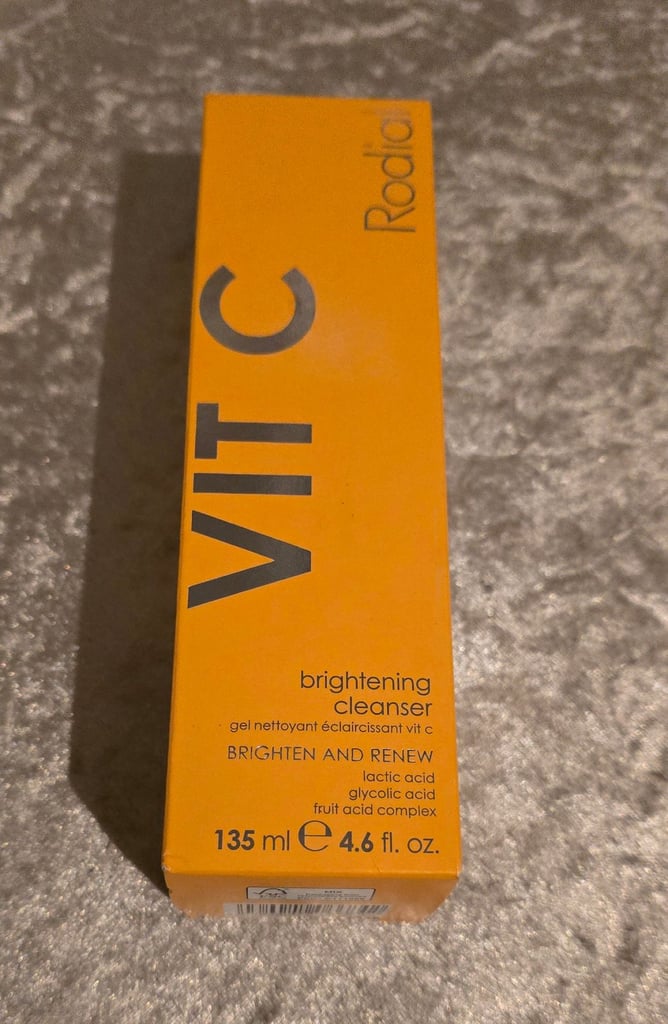 Rodial
VIT C
brightening
cleanser
gel nettoyant éclaircissant vit c
BRIGHTEN AND RENEW
lactic acid
glycolic acid
fruit acid complex
135 ml ℮ 4.6 fl. oz.
MIX